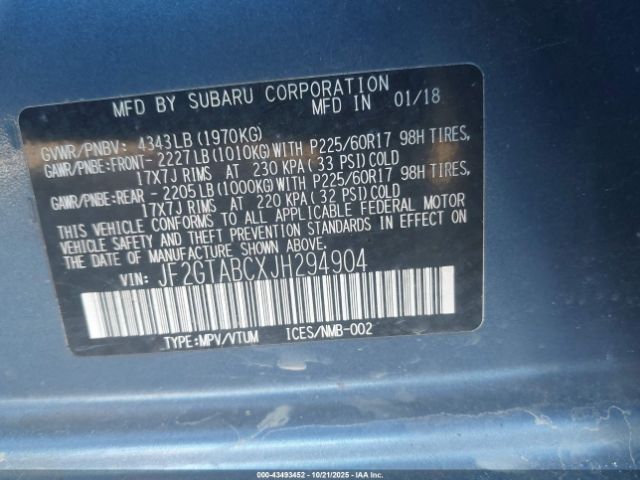 MFD BY SUBARU CORPORATION
MFD IN 01/18
GVWR/PNBV: 4343LB(1970KG)
GAWR/PNBE:FRONT- 2227LB(1010KG)WITH P225/60R17 98H TIRES,
17X7J RIMS AT 230 KPA(33 PSI)COLD
GAWR/PNBE:REAR - 2205LB(1000KG)WITH P225/60R17 98H TIRES,
17X7J RIMS AT 220 KPA(32 PSI)COLD
THIS VEHICLE CONFORMS TO ALL APPLICABLE FEDERAL MOTOR
VEHICLE SAFETY AND THEFT PREVENTION STANDARDS IN EFFECT ON
THE DATE OF MANUFACTURE SHOWN ABOVE.
VIN: JF2GTABCXJH294904
TYPE:MPV/VTUM ICES/NMB-002
000-43493452 | 10/21/2025 | IAA Inc.